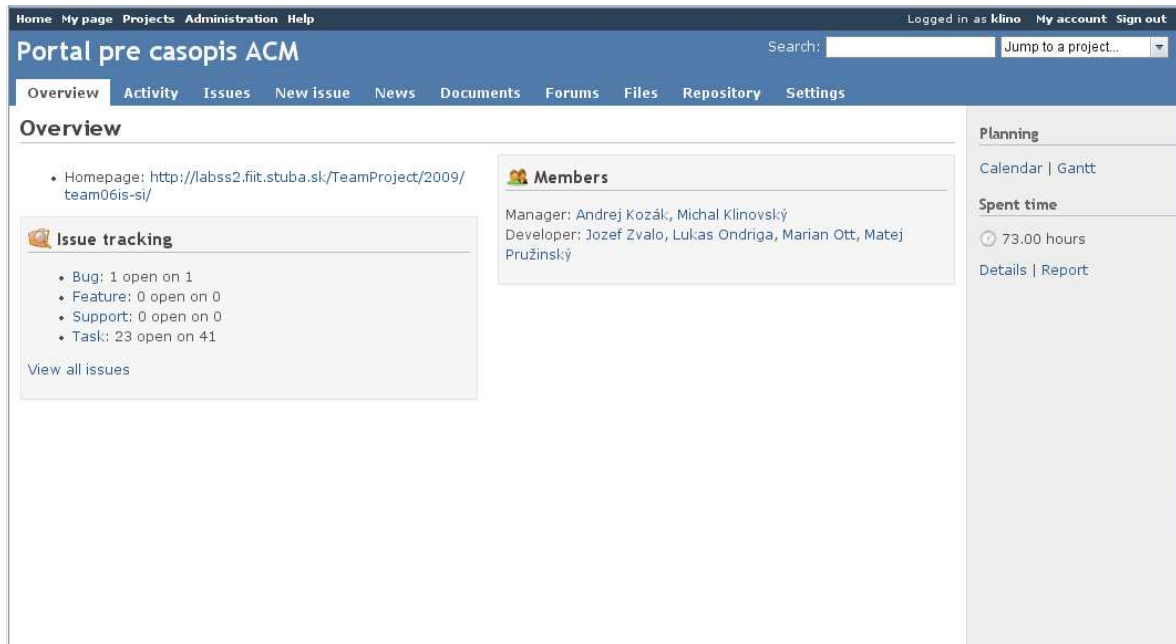 Home My page Projects Administration Help
Logged in as klino My account Sign out
Portal pre casopis ACM
Search:
Jump to a project...
Overview Activity Issues New issue News Documents Forums Files Repository Settings
Overview
• Homepage: http://labss2.fiit.stuba.sk/TeamProject/2009/
team06is-si/
Issue tracking
• Bug: 1 open on 1
• Feature: 0 open on 0
• Support: 0 open on 0
• Task: 23 open on 41
View all issues
Members
Manager: Andrej Kozák, Michal Klinovský
Developer: Jozef Zvalo, Lukas Ondriga, Marian Ott, Matej
Pružinský
Planning
Calendar | Gantt
Spent time
73.00 hours
Details | Report